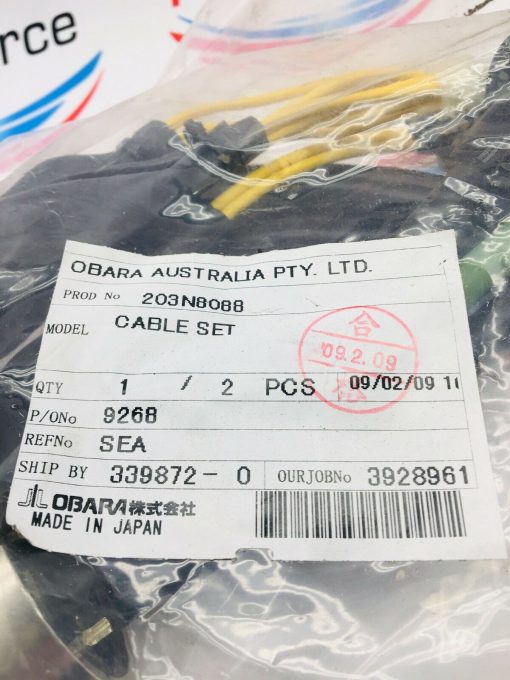 rce
OBARA AUSTRALIA PTY. LTD.
PROD No 203N8088
MODEL CABLE SET
合
'09.2.09
QTY 1 / 2 PCS 09/02/09
P/ONo 9268
REFNo SEA
SHIP BY 339872-0 OURJOBNo 3928961
OBARA株式会社
MADE IN JAPAN